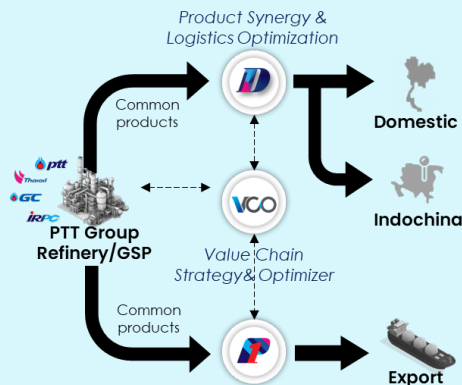 Product Synergy &
Logistics Optimization
D
Common
products
Domestic
ptt
Thaioil
GC
IRPC
VCO
Indochina
PTT Group
Refinery/GSP
Value Chain
Strategy& Optimizer
Common
products
P1
Export